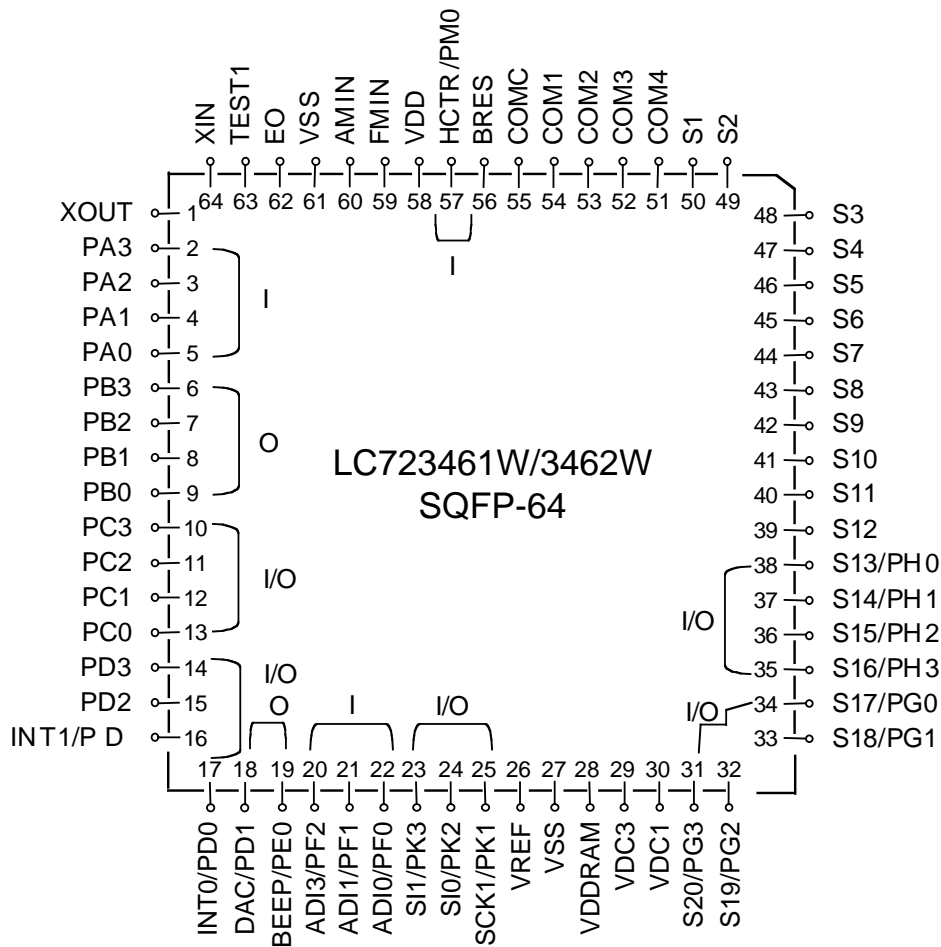 XIN
TEST1
EO
VSS
AMIN
FMIN
VDD
HCTR/PM0
BRES
COMC
COM1
COM2
COM3
COM4
S1
S2
64 63 62 61 60 59 58 57 56 55 54 53 52 51 50 49
I
XOUT 1
PA3 2
PA2 3
PA1 4
PA0 5
I
PB3 6
PB2 7
PB1 8
PB0 9
O
PC3 10
PC2 11
PC1 12
PC0 13
I/O
PD3 14
PD2 15
INT1/P D 16
I/O
LC723461W/3462W
SQFP-64
48 S3
47 S4
46 S5
45 S6
44 S7
43 S8
42 S9
41 S10
40 S11
39 S12
38 S13/PH0
37 S14/PH1
36 S15/PH2
35 S16/PH3
I/O
34 S17/PG0
33 S18/PG1
I/O
O
I
I/O
17 18 19 20 21 22 23 24 25 26 27 28 29 30 31 32
INT0/PD0
DAC/PD1
BEEP/PE0
ADI3/PF2
ADI1/PF1
ADI0/PF0
SI1/PK3
SI0/PK2
SCK1/PK1
VREF
VSS
VDDRAM
VDC3
VDC1
S20/PG3
S19/PG2